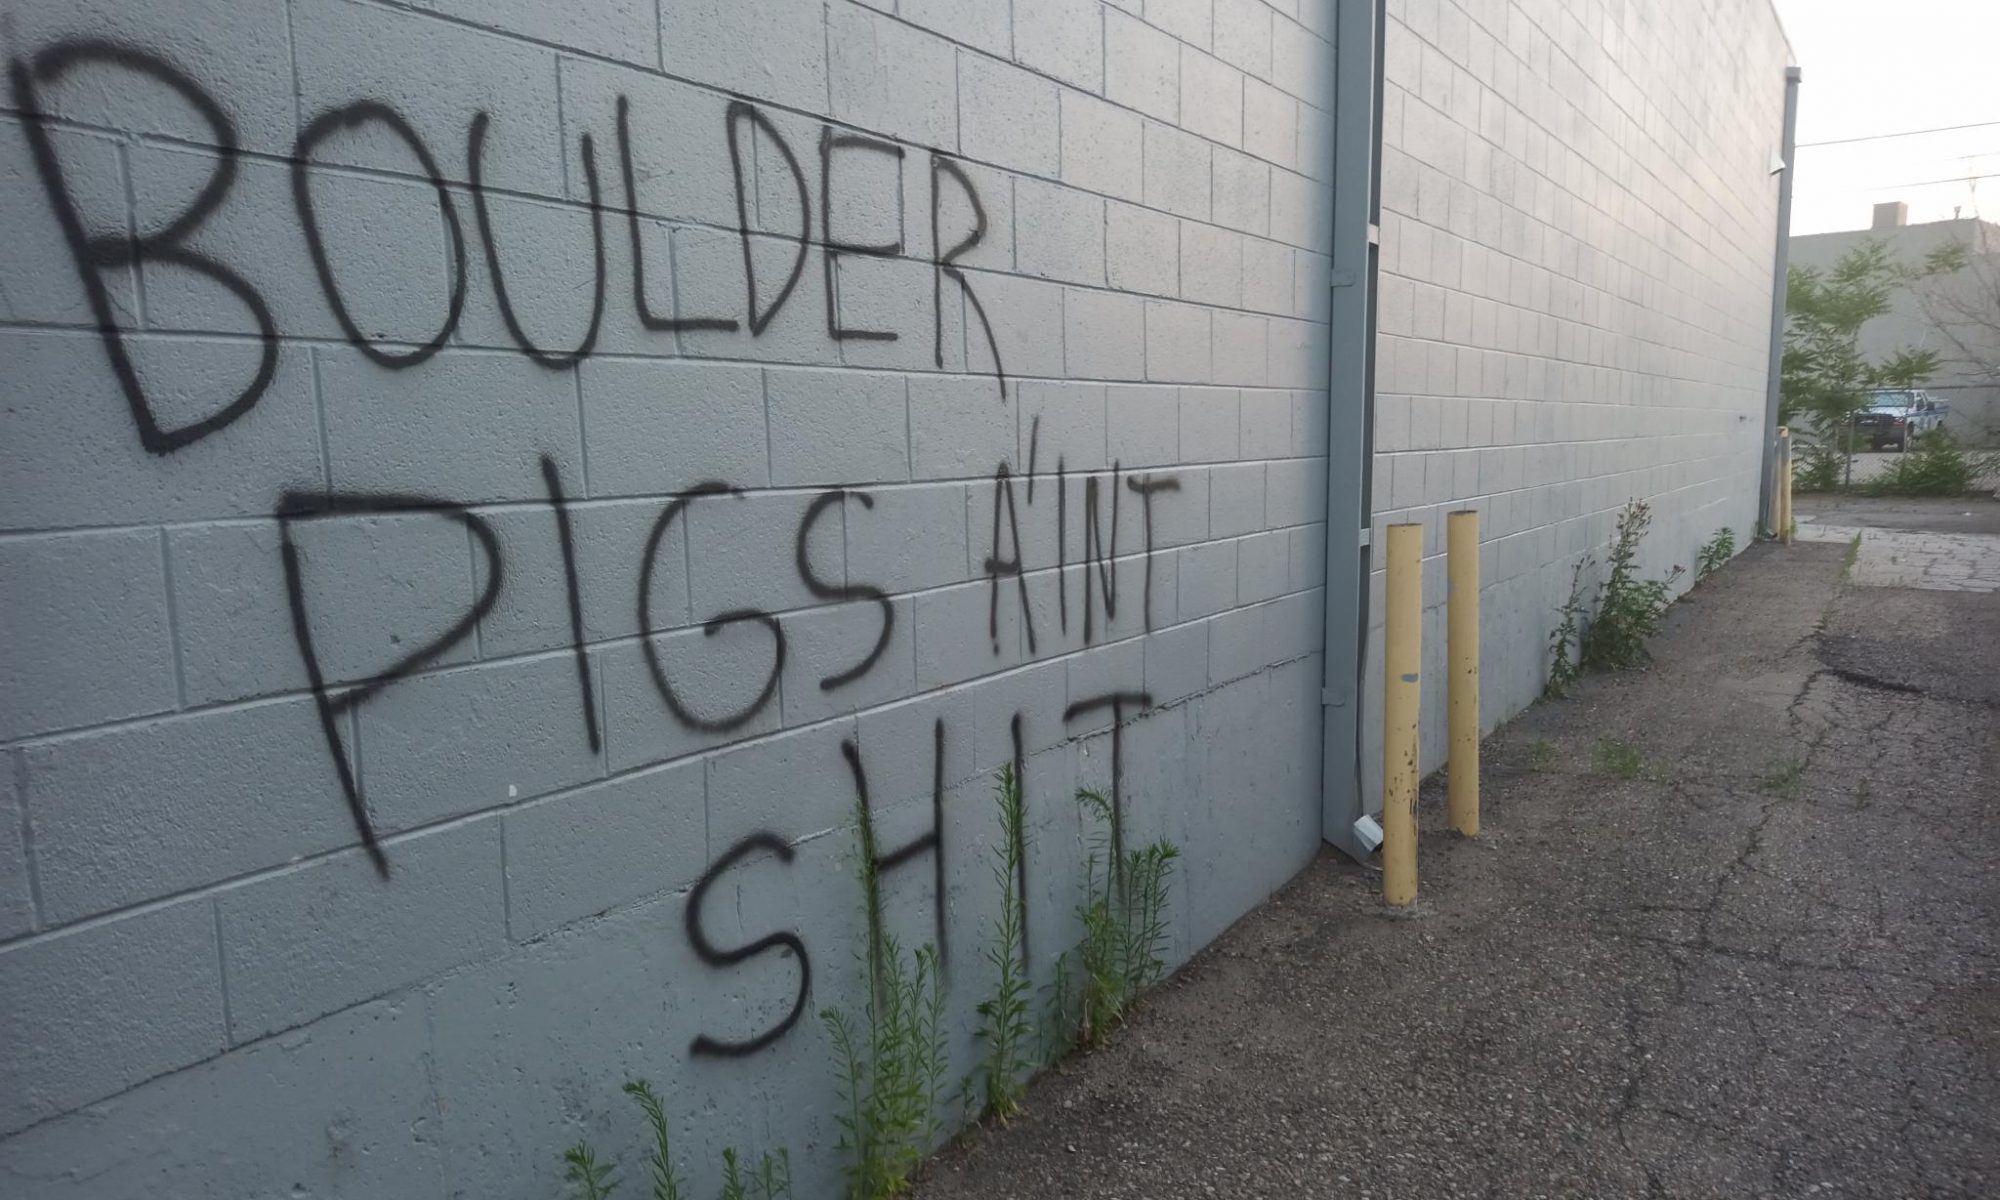 BOULDER
PIGS A'INT
SHIT